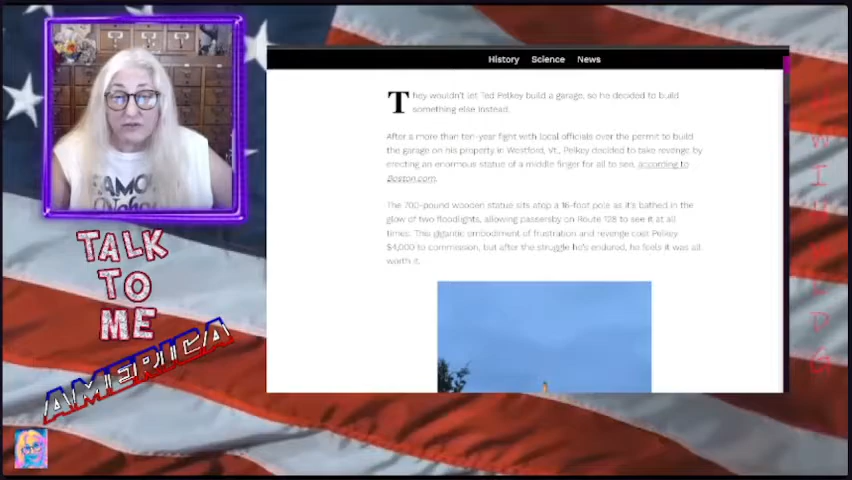 History Science News
They wouldn't let Ted Pelkey build a garage, so he decided to build
something else instead.
After a more than ten-year fight with local officials over the permit to build
the garage on his property in Westford, Vt., Pelkey decided to take revenge by
erecting an enormous statue of a middle finger for all to see, according to
Boston.com.
The 700-pound wooden statue sits atop a 16-foot pole as it's bathed in the
glow of two floodlights, allowing passersby on Route 128 to see it at all
times. This gigantic embodiment of frustration and revenge cost Pelkey
$4,000 to commission, but after the struggle he's endured, he feels it was all
worth it.
TALK
TO
ME
AMERICA